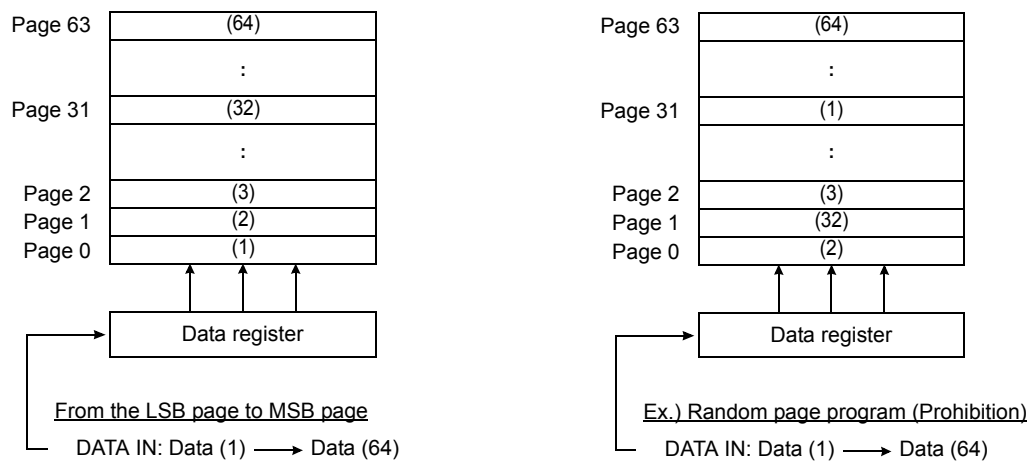 Page 63 (64)
:
Page 31 (32)
:
Page 2 (3)
Page 1 (2)
Page 0 (1)
Data register
From the LSB page to MSB page
DATA IN: Data (1) → Data (64)
Page 63 (64)
:
Page 31 (1)
:
Page 2 (3)
Page 1 (32)
Page 0 (2)
Data register
Ex.) Random page program (Prohibition)
DATA IN: Data (1) → Data (64)